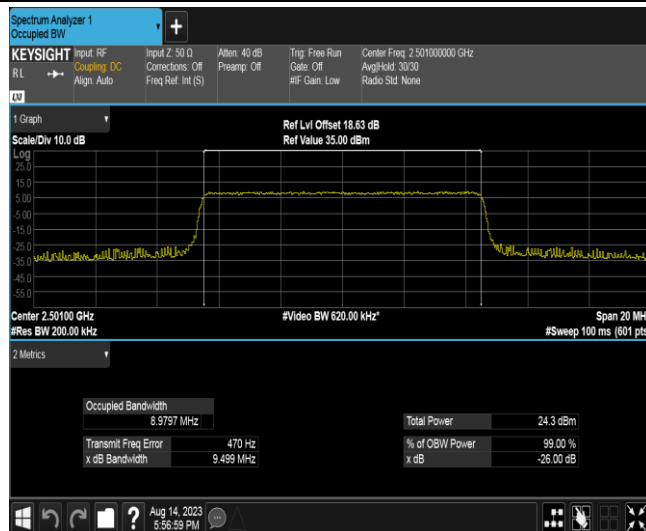 Spectrum Analyzer 1
Occupied BW
+
KEYSIGHT
RL
Input: RF
Coupling: DC
Align: Auto
Input Z: 50 Ω
Corrections: Off
Freq Ref: Int (S)
Atten: 40 dB
Preamp: Off
Trig: Free Run
Gate: Off
#IF Gain: Low
Center Freq: 2.501000000 GHz
Avg|Hold: 30/30
Radio Std: None
LXI
1 Graph
Scale/Div 10.0 dB
Ref Lvl Offset 18.63 dB
Ref Value 35.00 dBm
Log
25.0
15.0
5.00
-5.00
-15.0
-25.0
-35.0
-45.0
-55.0
Center 2.50100 GHz
#Res BW 200.00 kHz
#Video BW 620.00 kHz*
Span 20 MH
#Sweep 100 ms (601 pts
2 Metrics
Occupied Bandwidth
8.9797 MHz
Transmit Freq Error 470 Hz
x dB Bandwidth 9.499 MHz
Total Power 24.3 dBm
% of OBW Power 99.00 %
x dB -26.00 dB
?
Aug 14, 2023
5:56:59 PM